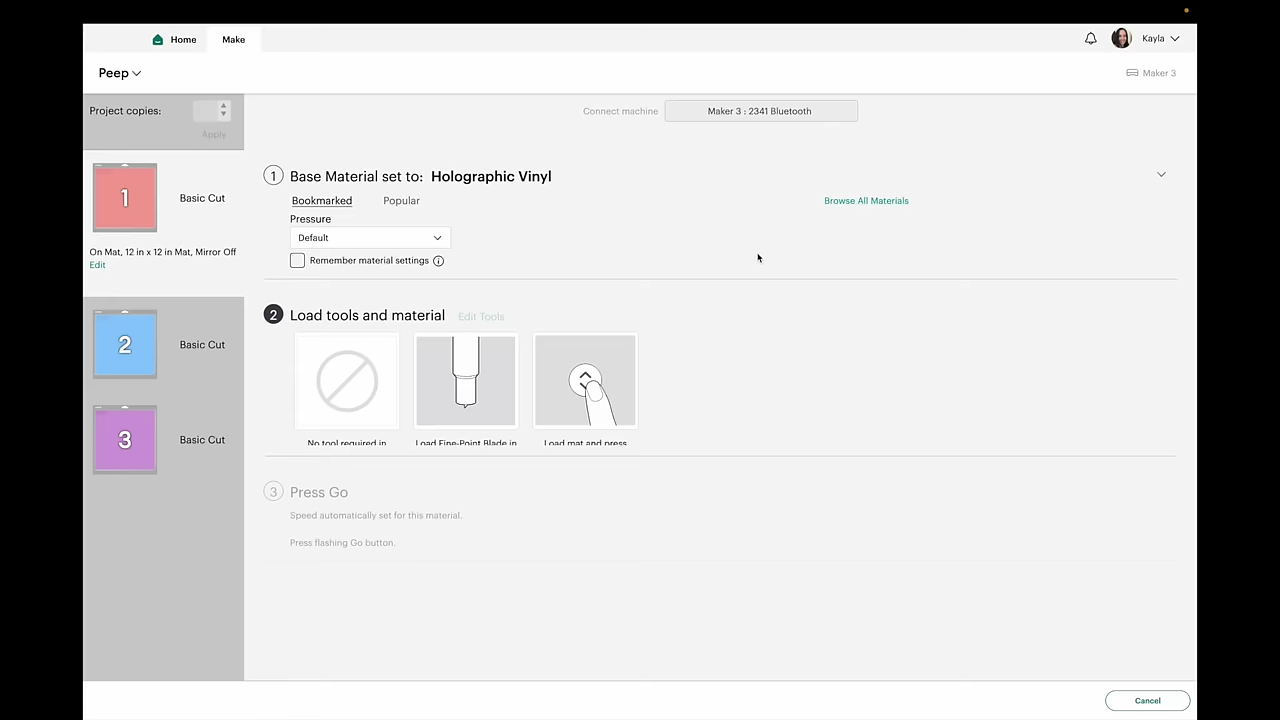 Home
Make
Kayla
Peep
Maker 3
Project copies:
Apply
Connect machine
Maker 3 : 2341 Bluetooth
1
Basic Cut
On Mat, 12 in x 12 in Mat, Mirror Off
Edit
2
Basic Cut
3
Basic Cut
1 Base Material set to: Holographic Vinyl
Bookmarked
Popular
Browse All Materials
Pressure
Default
Remember material settings
2 Load tools and material
Edit Tools
No tool required in
Load Fine-Point Blade in
Load mat and press
3 Press Go
Speed automatically set for this material.
Press flashing Go button.
Cancel